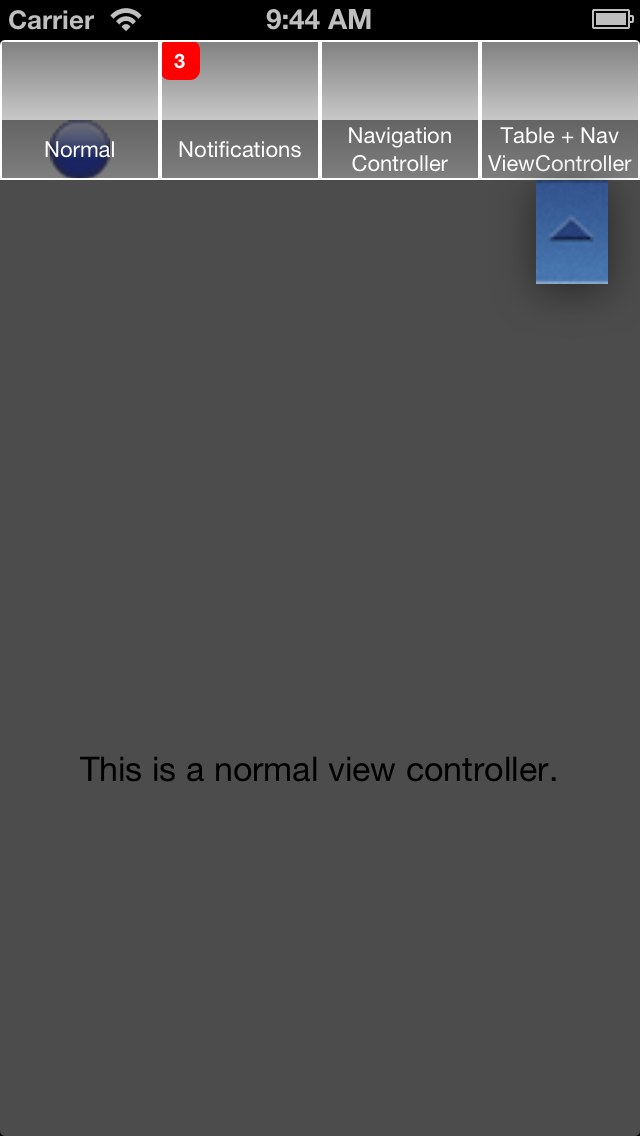 Carrier 9:44 AM
3
Normal
Notifications
Navigation
Controller
Table + Nav
ViewController
This is a normal view controller.